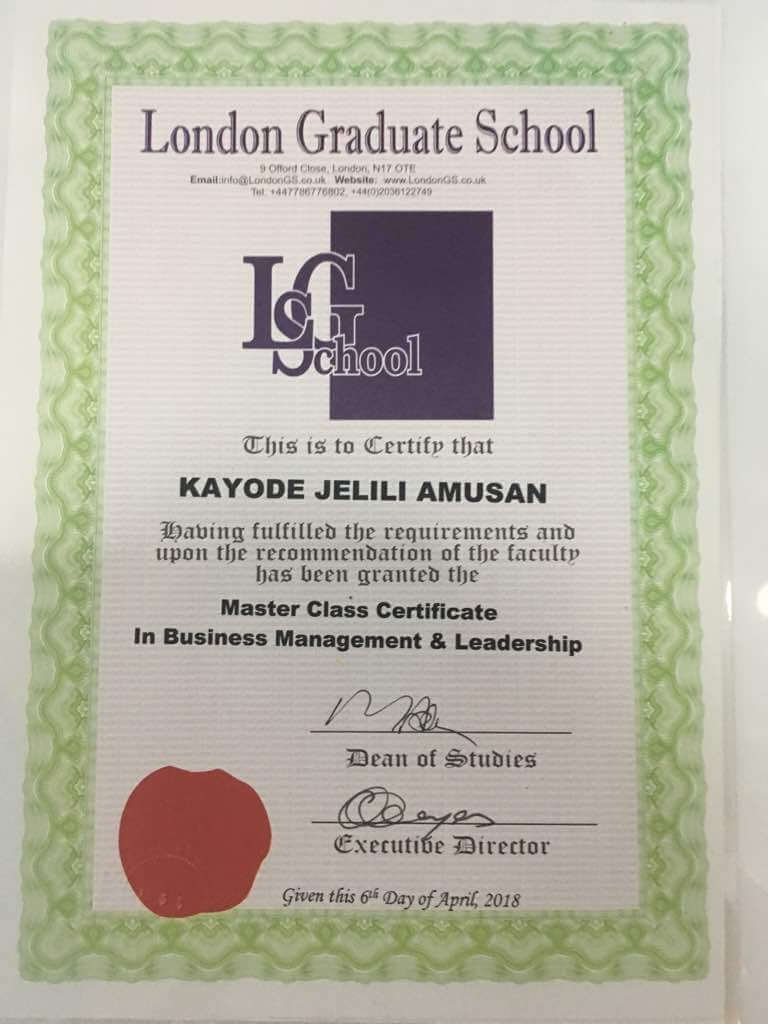 London Graduate School
9 Offord Close, London, N17 OTE
Email:info@LondonGS.co.uk Website: www.LondonGS.co.uk
Tel: +447786776802, +44(0)2036122749
LGSchool
This is to Certify that
KAYODE JELILI AMUSAN
Having fulfilled the requirements and
upon the recommendation of the faculty
has been granted the
Master Class Certificate
In Business Management & Leadership
Dean of Studies
Executive Director
Given this 6th Day of April, 2018